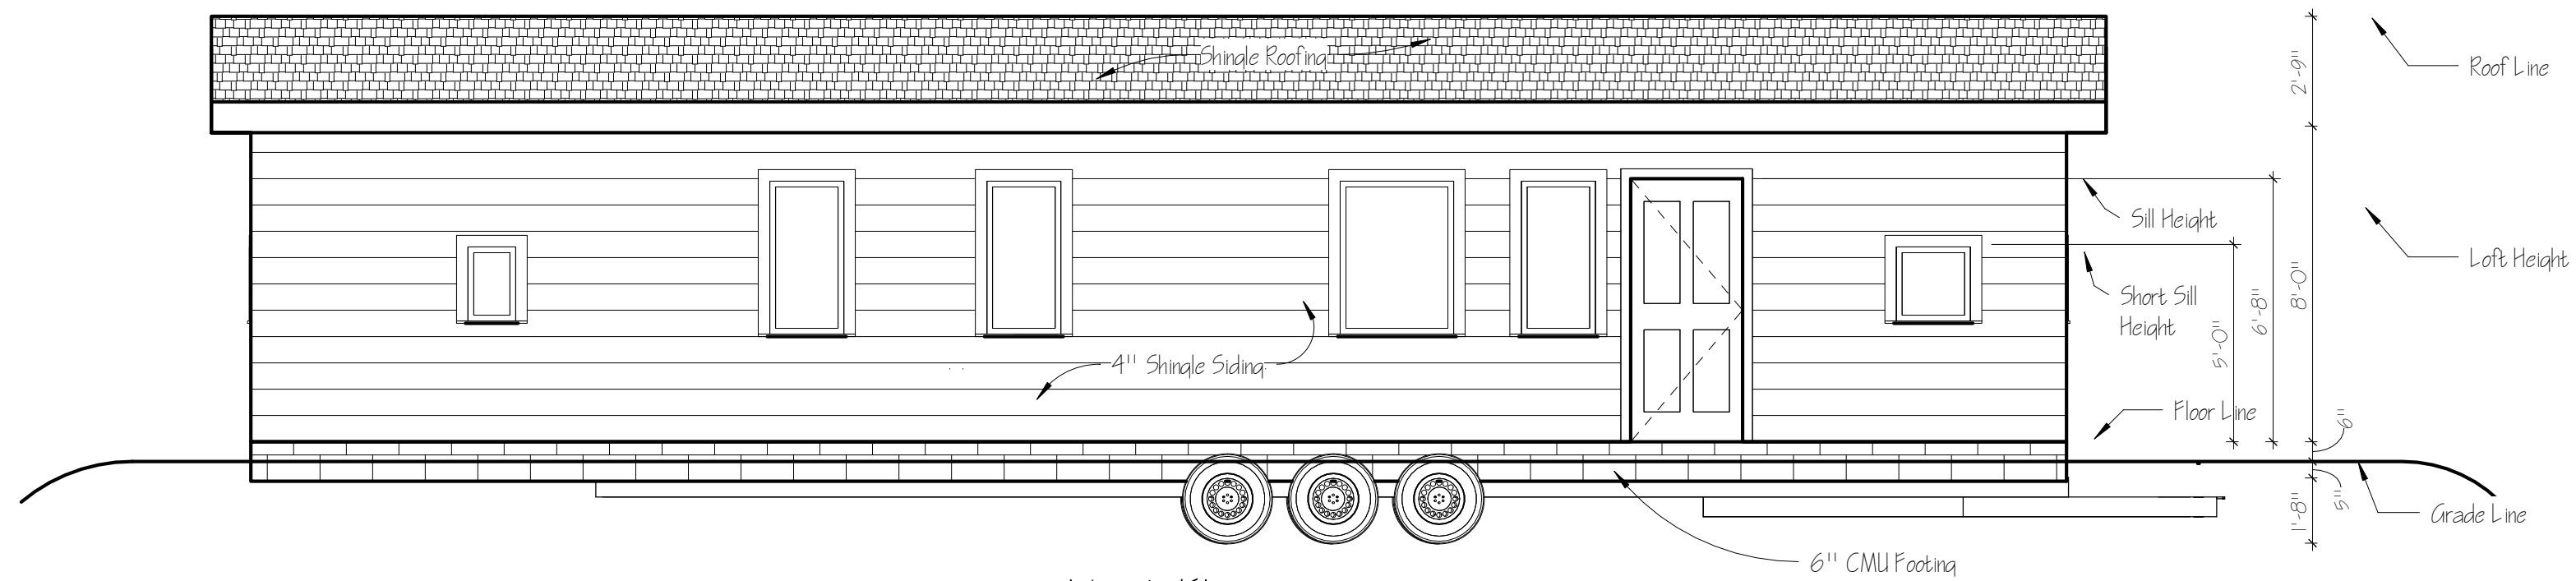 Shingle Roofing
2'-9"
Roof Line
Sill Height
Loft Height
Short Sill
Height
8'-0"
6'-8"
5'-0"
4" Shingle Siding
Floor Line
6"
5"
1'-8"
Grade Line
6" CMU Footing